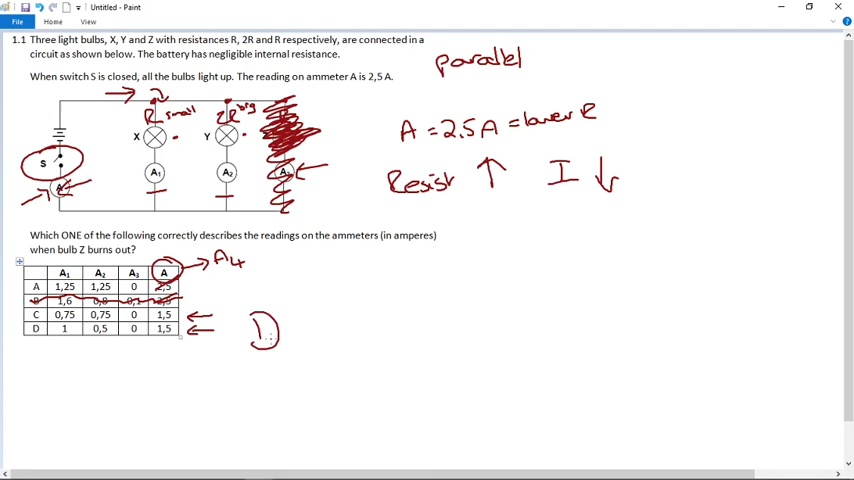 Untitled - Paint
File Home View
1.1 Three light bulbs, X, Y and Z with resistances R, 2R and R respectively, are connected in a
circuit as shown below. The battery has negligible internal resistance.
parallel
When switch S is closed, all the bulbs light up. The reading on ammeter A is 2,5 A.
R small
2R big
A = 2.5A = lower R
X
Y
S
A₁
A₂
Resist ↑ I ↓
Which ONE of the following correctly describes the readings on the ammeters (in amperes)
when bulb Z burns out?
A₄
A₁ A₂ A₃ A
A 1,25 1,25 0 2,5
B 1,6 0,8 0,1 2,5
C 0,75 0,75 0 1,5
D 1 0,5 0 1,5
D